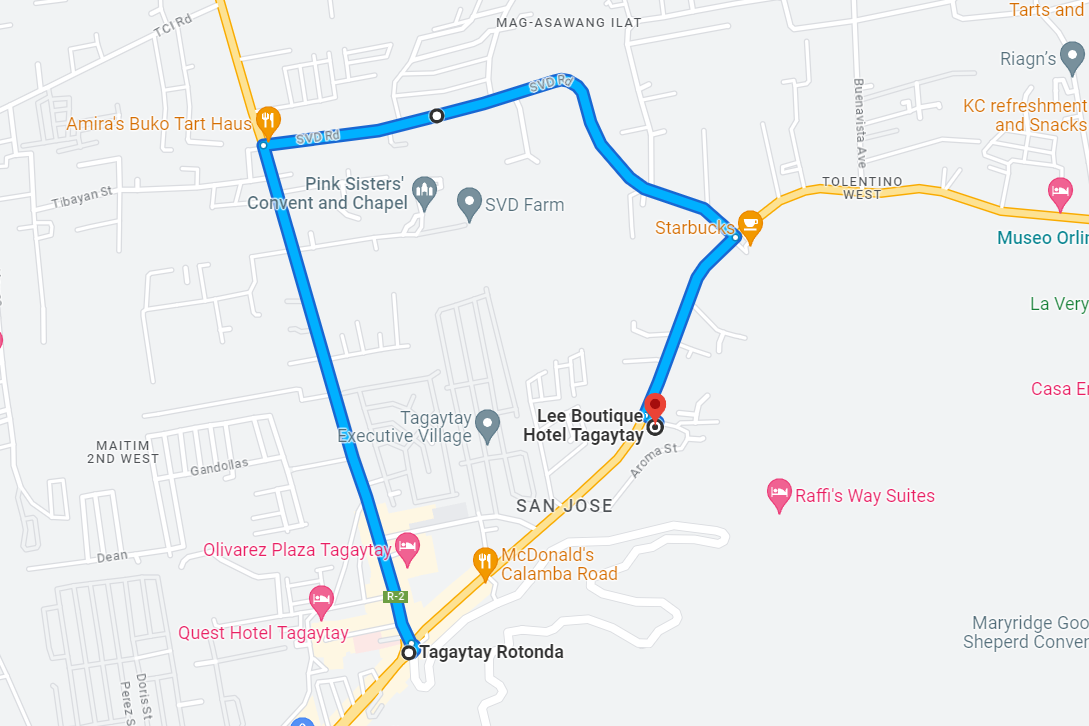 TCI Rd
MAG-ASAWANG ILAT
Tarts and
Riagn's
SVD Rd
KC refreshment
and Snacks
Buenavista Ave
Amira's Buko Tart Haus
SVD Rd
Tibayan St
Pink Sisters'
Convent and Chapel
SVD Farm
TOLENTINO
WEST
Starbucks
Museo Orlin
La Very
Casa En
Lee Boutique
Hotel Tagaytay
Tagaytay
Executive Village
MAITIM
2ND WEST
Gandollas
Aroma St
Raffi's Way Suites
SAN JOSE
Dean
Olivarez Plaza Tagaytay
McDonald's
Calamba Road
R-2
Quest Hotel Tagaytay
Tagaytay Rotonda
Maryridge Goo
Sheperd Conver
Doris St
Perez S